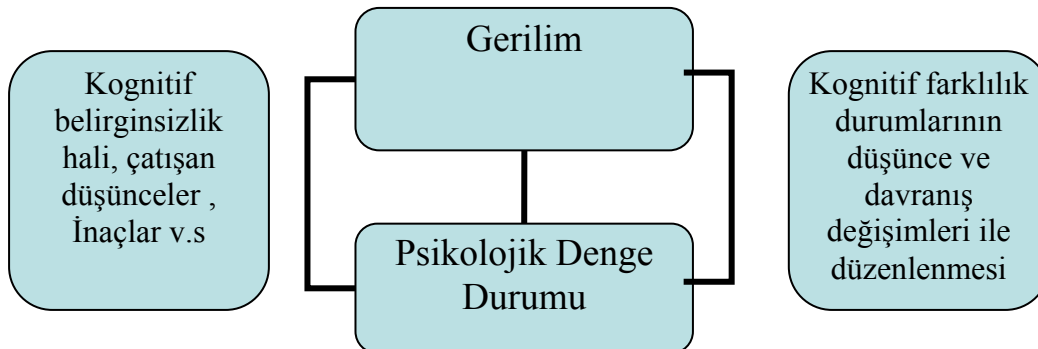 Kognitif
belirginsizlik
hali, çatışan
düşünceler ,
İnaçlar v.s
Gerilim
Psikolojik Denge
Durumu
Kognitif farklılık
durumlarının
düşünce ve
davranış
değişimleri ile
düzenlenmesi